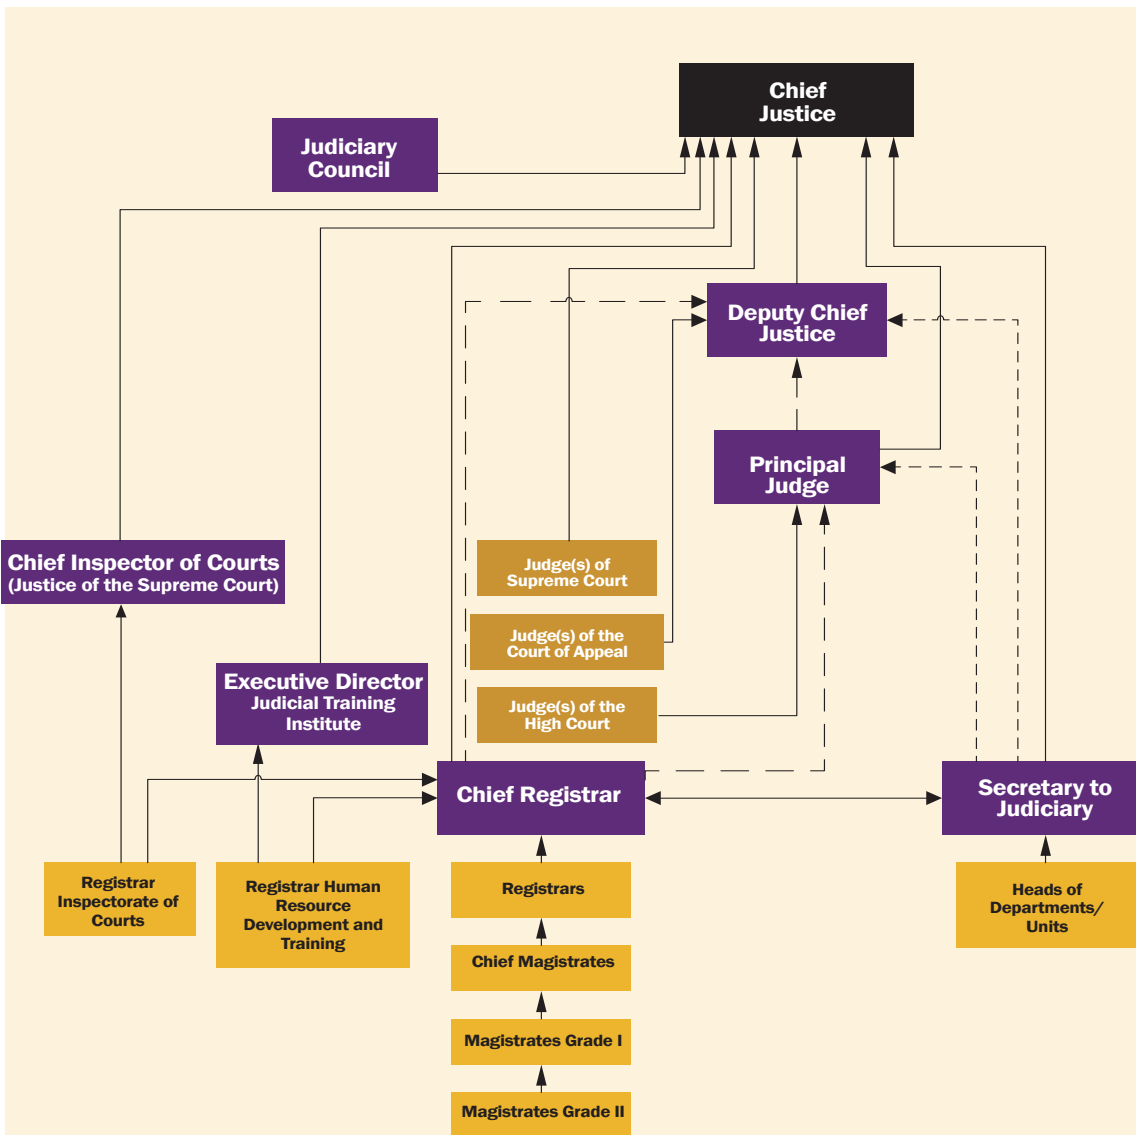 Chief
Justice
Judiciary
Council
Deputy Chief
Justice
Principal
Judge
Chief Inspector of Courts
(Justice of the Supreme Court)
Judge(s) of
Supreme Court
Judge(s) of the
Court of Appeal
Executive Director
Judicial Training
Institute
Judge(s) of the
High Court
Chief Registrar
Secretary to
Judiciary
Registrar
Inspectorate of
Courts
Registrar Human
Resource
Development and
Training
Registrars
Heads of
Departments/
Units
Chief Magistrates
Magistrates Grade I
Magistrates Grade II